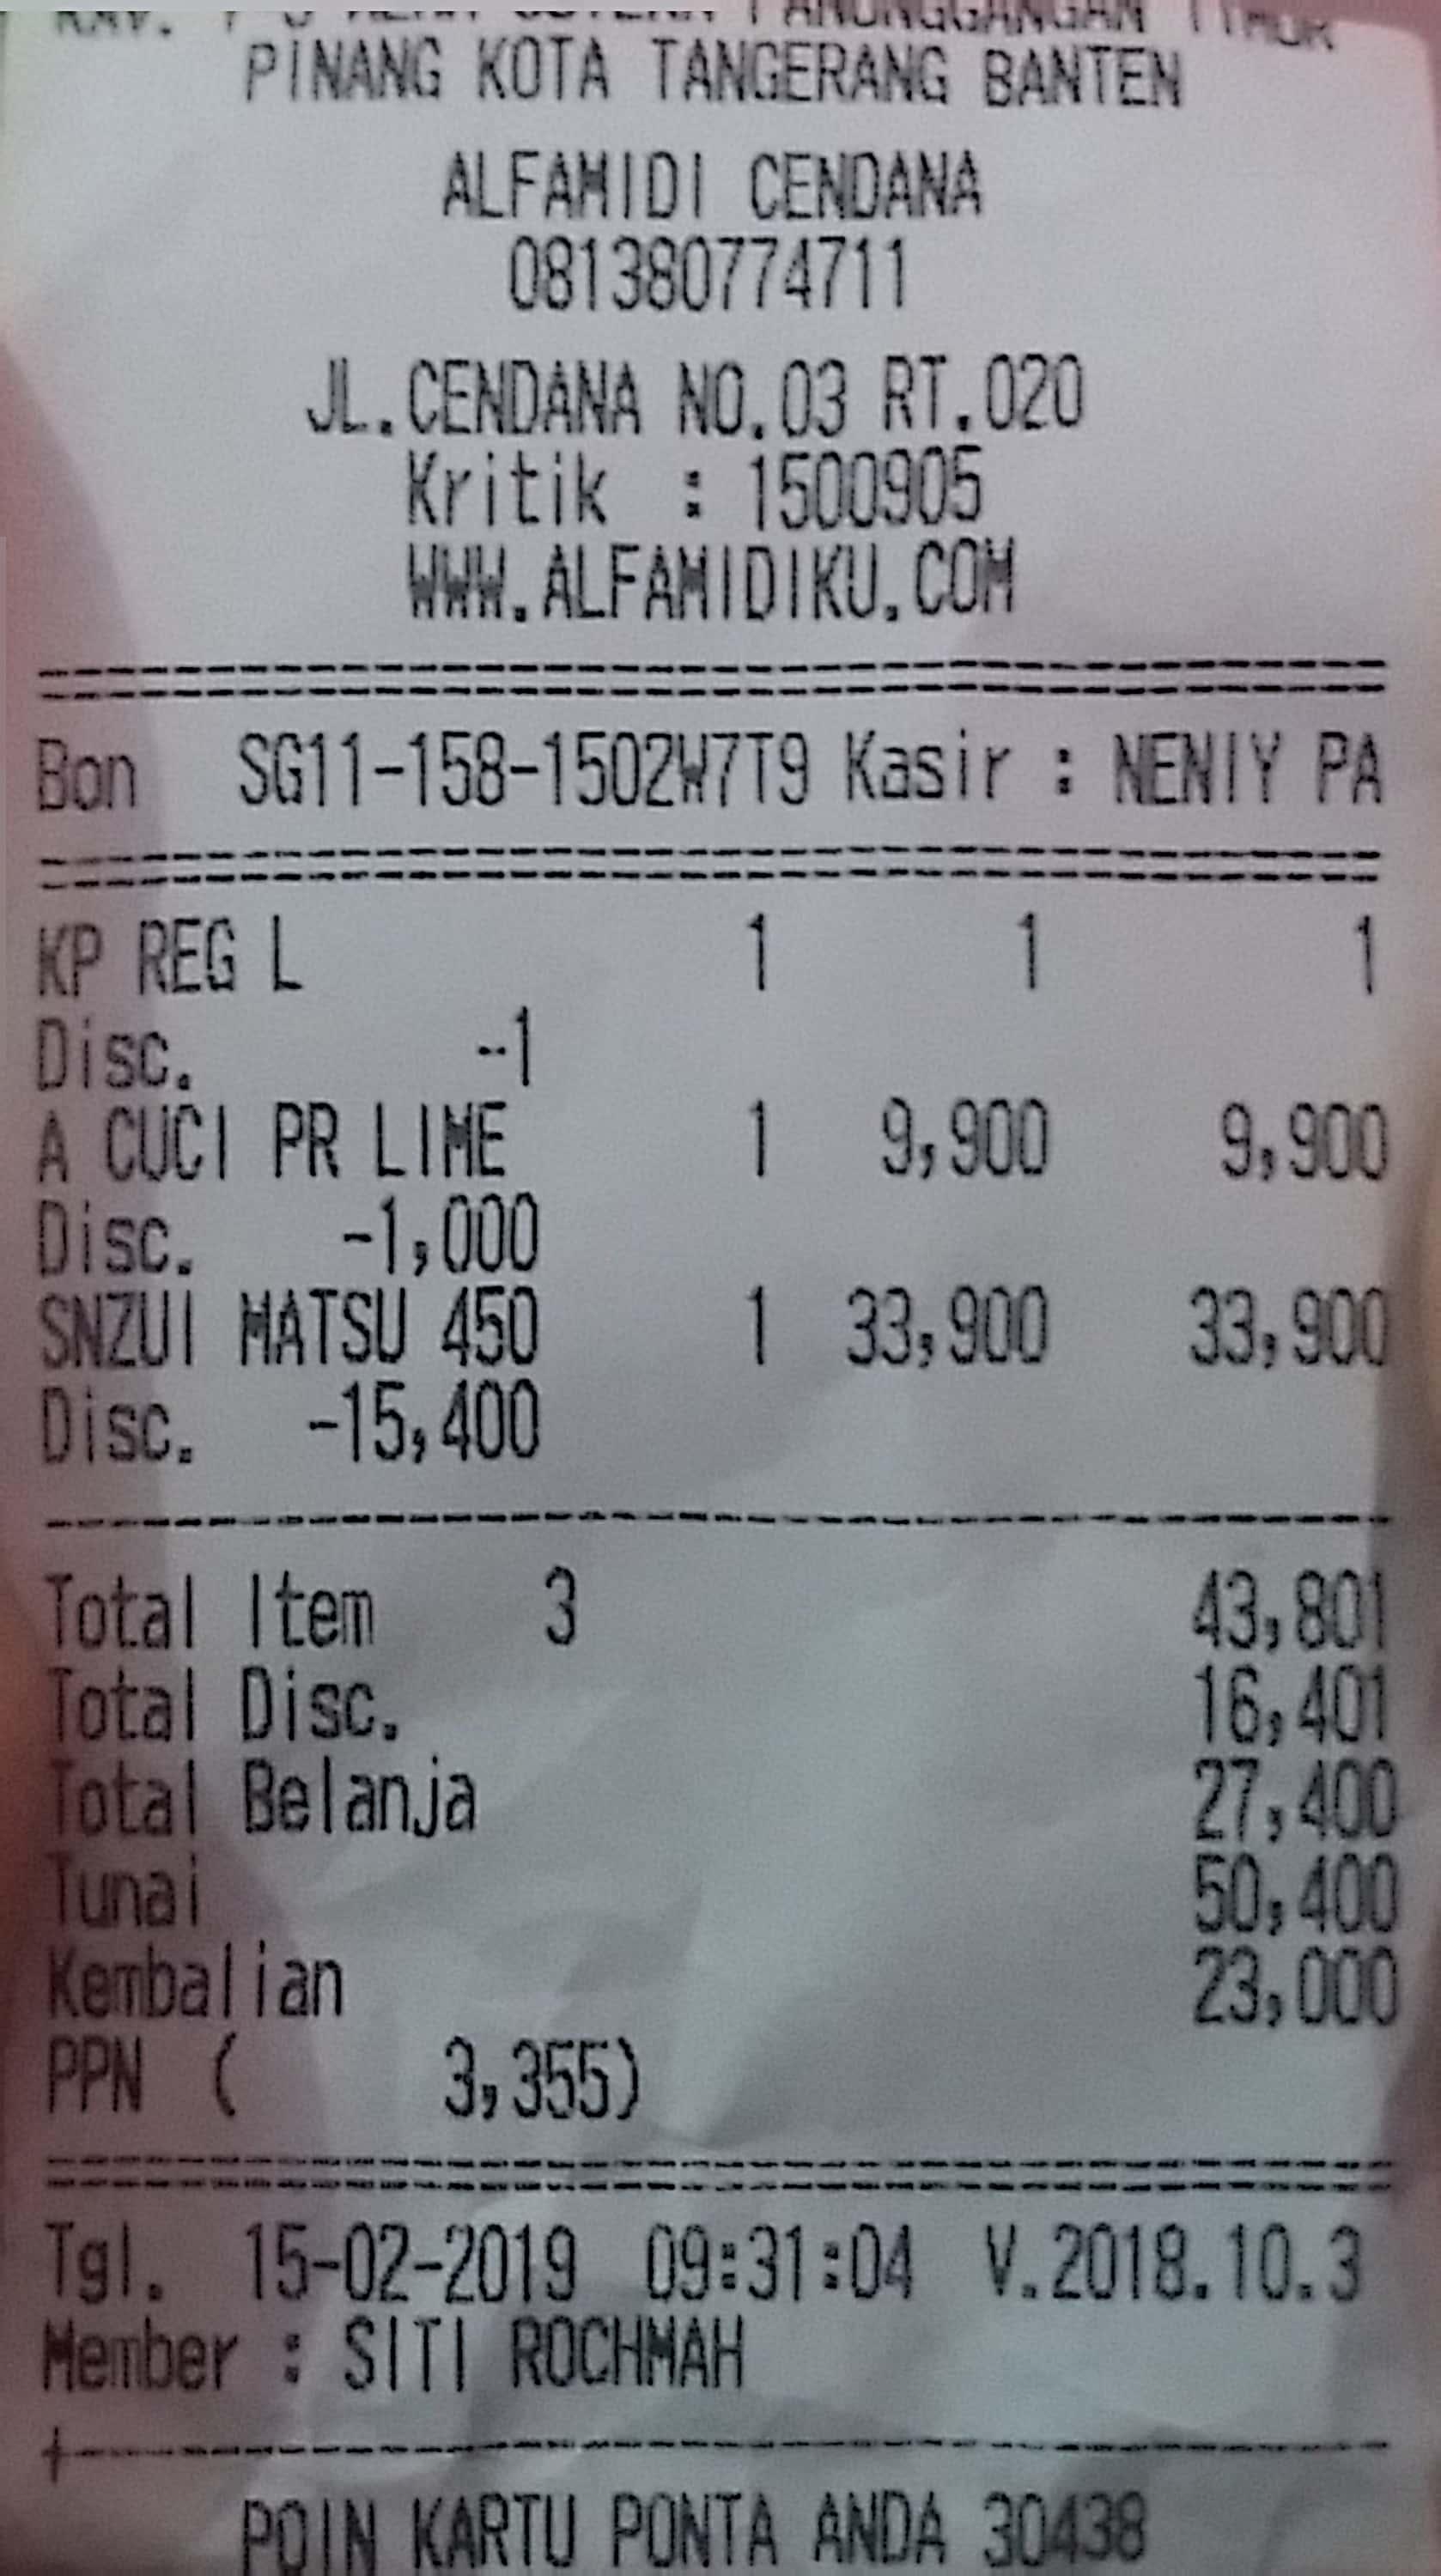 PINANG KOTA TANGERANG BANTEN
ALFAMIDI CENDANA
081380774711
JL.CENDANA NO.03 RT.020
Kritik : 1500905
WWW.ALFAMIDIKU.COM
Bon SG11-158-1502W7T9 Kasir : NENIY PA
KP REG L 1 1 1
Disc. -1
A CUCI PR LIME 1 9,900 9,900
Disc. -1,000
SNZUI MATSU 450 1 33,900 33,900
Disc. -15,400
Total Item 3 43,801
Total Disc. 16,401
Total Belanja 27,400
Tunai 50,400
Kembalian 23,000
PPN ( 3,355)
Tgl. 15-02-2019 09:31:04 V.2018.10.3
Member : SITI ROCHMAH
POIN KARTU PONTA ANDA 30438